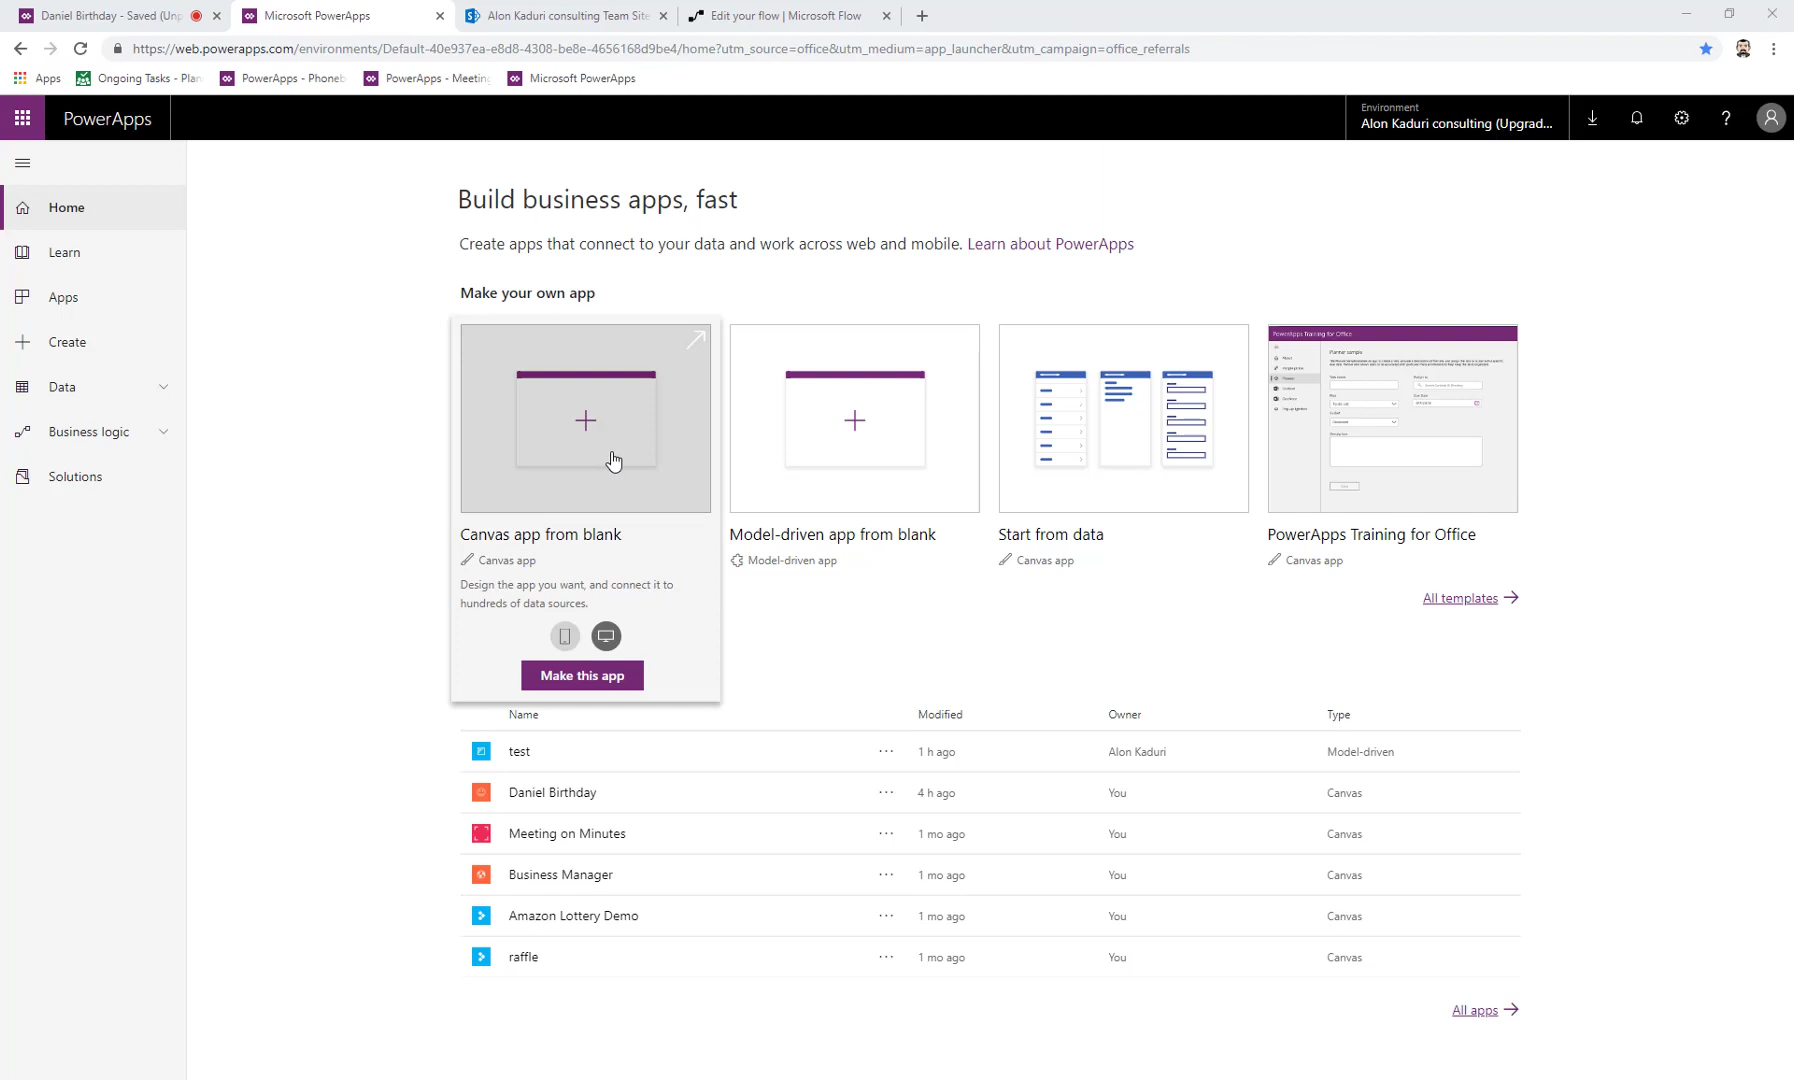 Daniel Birthday - Saved (Unp
Microsoft PowerApps
Alon Kaduri consulting Team Site
Edit your flow | Microsoft Flow
https://web.powerapps.com/environments/Default-40e937ea-e8d8-4308-be8e-4656168d9be4/home?utm_source=office&utm_medium=app_launcher&utm_campaign=office_referrals
Apps
Ongoing Tasks - Plan
PowerApps - Phoneb
PowerApps - Meetin
Microsoft PowerApps
PowerApps
Environment
Alon Kaduri consulting (Upgrad...
Home
Learn
Apps
Create
Data
Business logic
Solutions
Build business apps, fast
Create apps that connect to your data and work across web and mobile. Learn about PowerApps
Make your own app
PowerApps Training for Office
Planner sample
Canvas app from blank
Canvas app
Design the app you want, and connect it to
hundreds of data sources.
Make this app
Model-driven app from blank
Model-driven app
Start from data
Canvas app
PowerApps Training for Office
Canvas app
All templates
Name Modified Owner Type
test ... 1 h ago Alon Kaduri Model-driven
Daniel Birthday ... 4 h ago You Canvas
Meeting on Minutes ... 1 mo ago You Canvas
Business Manager ... 1 mo ago You Canvas
Amazon Lottery Demo ... 1 mo ago You Canvas
raffle ... 1 mo ago You Canvas
All apps